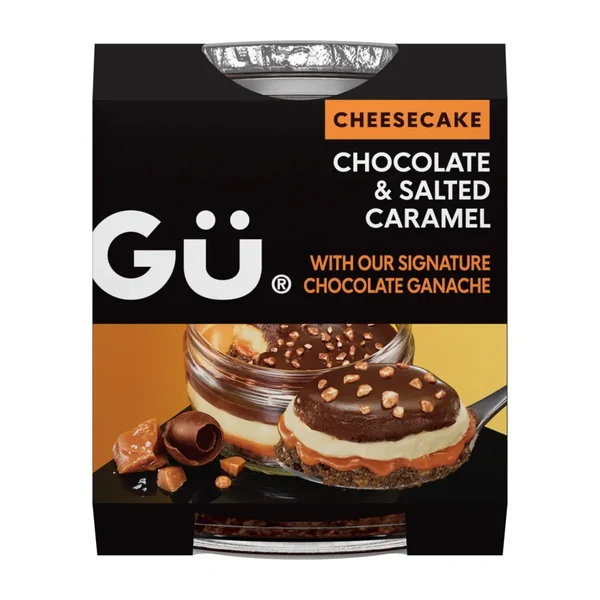 CHEESECAKE
CHOCOLATE
& SALTED
CARAMEL
Gü®
WITH OUR SIGNATURE
CHOCOLATE GANACHE